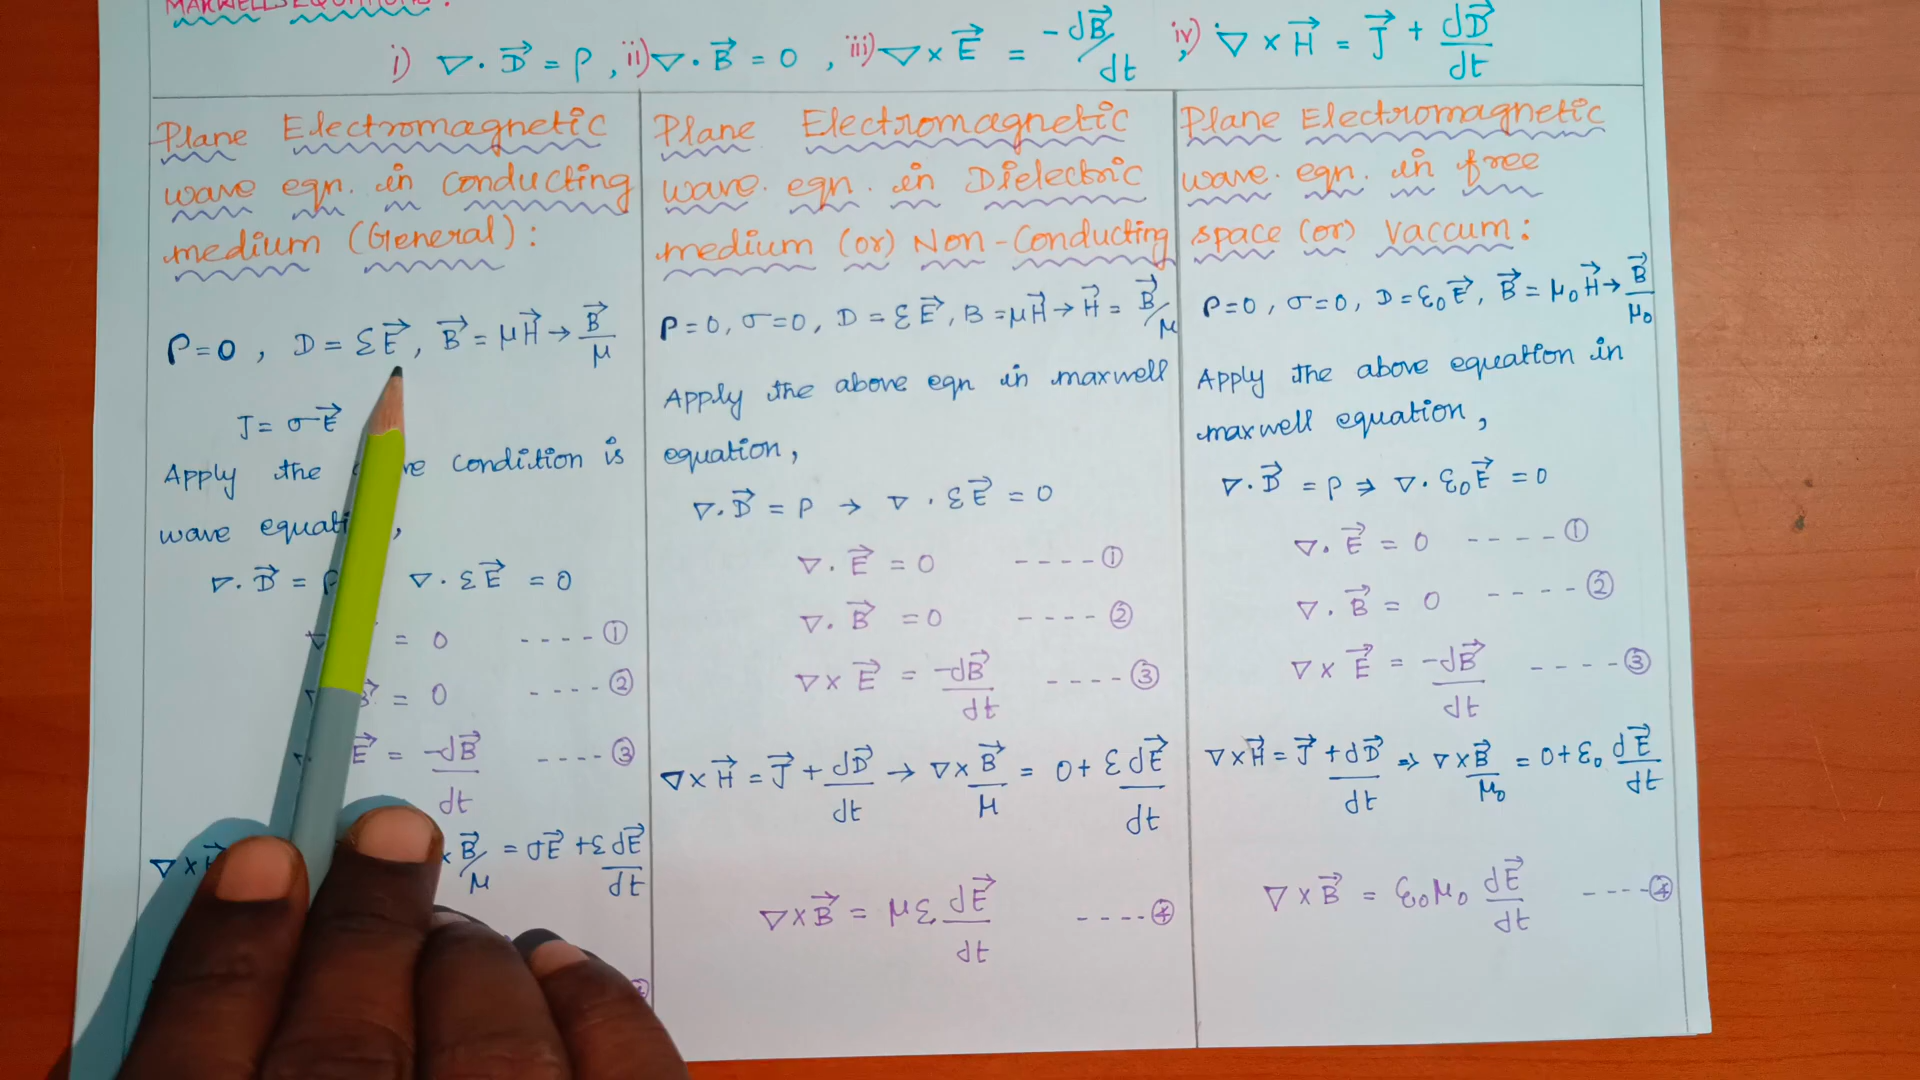 MAXWELLS EQUATIONS:
i) ∇·D⃗ = ρ, ii) ∇·B⃗ = 0, iii) ∇×E⃗ = -dB⃗/dt, iv) ∇×H⃗ = J⃗ + dD⃗/dt
Plane Electromagnetic
wave eqn. in conducting
medium (General):
ρ=0, D = εE⃗, B⃗ = μH⃗ → B⃗/μ
J = σE⃗
Apply the condition is
wave
∇·D⃗ = ∇·εE⃗ = 0
= 0 ----①
= 0 ----②
E⃗ = -dB⃗/dt ----③
∇× B⃗/μ = σE⃗ + εdE⃗/dt
Plane Electromagnetic
wave. eqn. in Dielectric
medium (or) Non-Conducting
ρ=0, σ=0, D = εE⃗, B = μH⃗ → H⃗ = B⃗/μ
Apply the above eqn in maxwell
equation,
∇·D⃗ = ρ → ∇·εE⃗ = 0
∇·E⃗ = 0 ----①
∇·B⃗ = 0 ----②
∇×E⃗ = -dB⃗/dt ----③
∇×H⃗ = J⃗ + dD⃗/dt → ∇×B⃗/μ = 0 + εdE⃗/dt
∇×B⃗ = με dE⃗/dt ----④
Plane Electromagnetic
wave. eqn. in free
space (or) vaccum:
ρ=0, σ=0, D=ε₀E⃗, B⃗ = μ₀H⃗ → B⃗/μ₀
Apply the above equation in
maxwell equation,
∇·D⃗ = ρ ⇒ ∇·ε₀E⃗ = 0
∇·E⃗ = 0 ----①
∇·B⃗ = 0 ----②
∇×E⃗ = -dB⃗/dt ----③
∇×H⃗ = J⃗ + dD⃗/dt ⇒ ∇×B⃗/μ₀ = 0+ε₀ dE⃗/dt
∇×B⃗ = ε₀μ₀ dE⃗/dt ----④